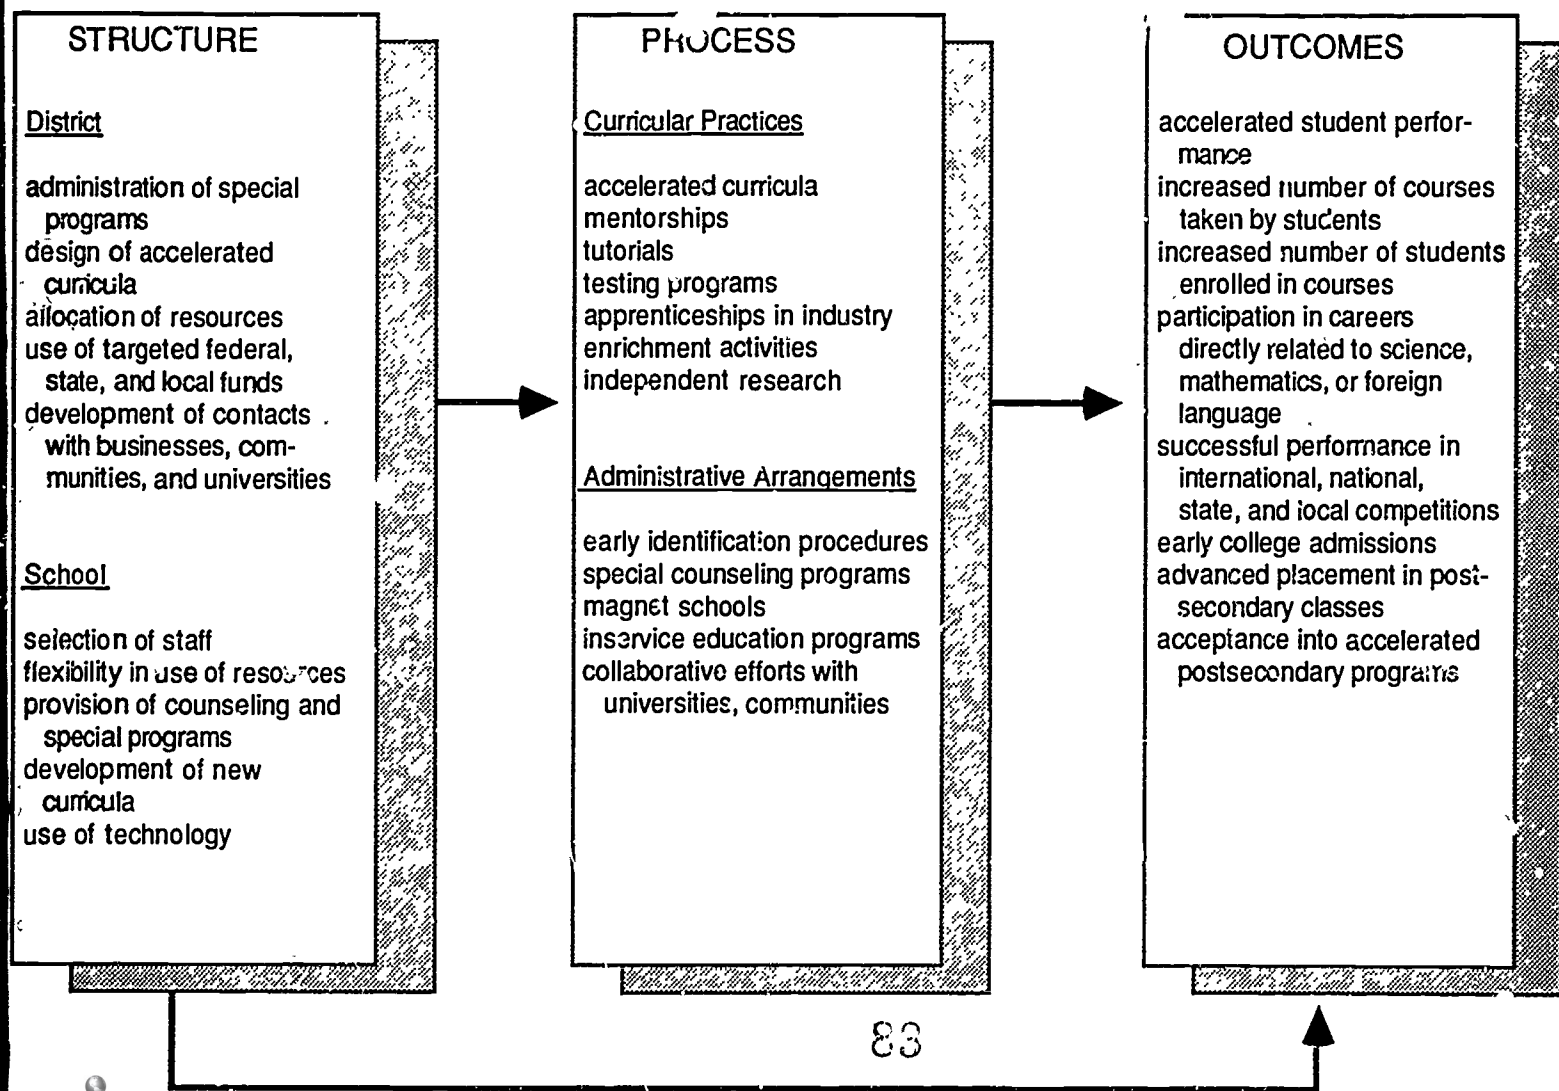 STRUCTURE
District
administration of special
programs
design of accelerated
curricula
allocation of resources
use of targeted federal,
state, and local funds
development of contacts
with businesses, com-
munities, and universities
School
selection of staff
flexibility in use of resources
provision of counseling and
special programs
development of new
curricula
use of technology
PROCESS
Curricular Practices
accelerated curricula
mentorships
tutorials
testing programs
apprenticeships in industry
enrichment activities
independent research
Administrative Arrangements
early identification procedures
special counseling programs
magnet schools
inservice education programs
collaborative efforts with
universities, communities
OUTCOMES
accelerated student perfor-
mance
increased number of courses
taken by students
increased number of students
enrolled in courses
participation in careers
directly related to science,
mathematics, or foreign
language
successful performance in
international, national,
state, and local competitions
early college admissions
advanced placement in post-
secondary classes
acceptance into accelerated
postsecondary programs
83